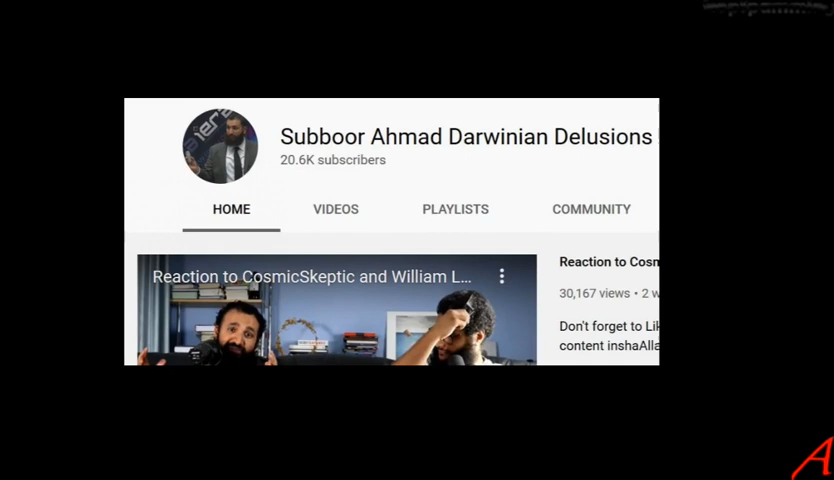 Subboor Ahmad Darwinian Delusions
20.6K subscribers
HOME VIDEOS PLAYLISTS COMMUNITY
Reaction to CosmicSkeptic and William L...
Reaction to Cosm
30,167 views • 2 w
Don't forget to Lik
content inshaAlla
A